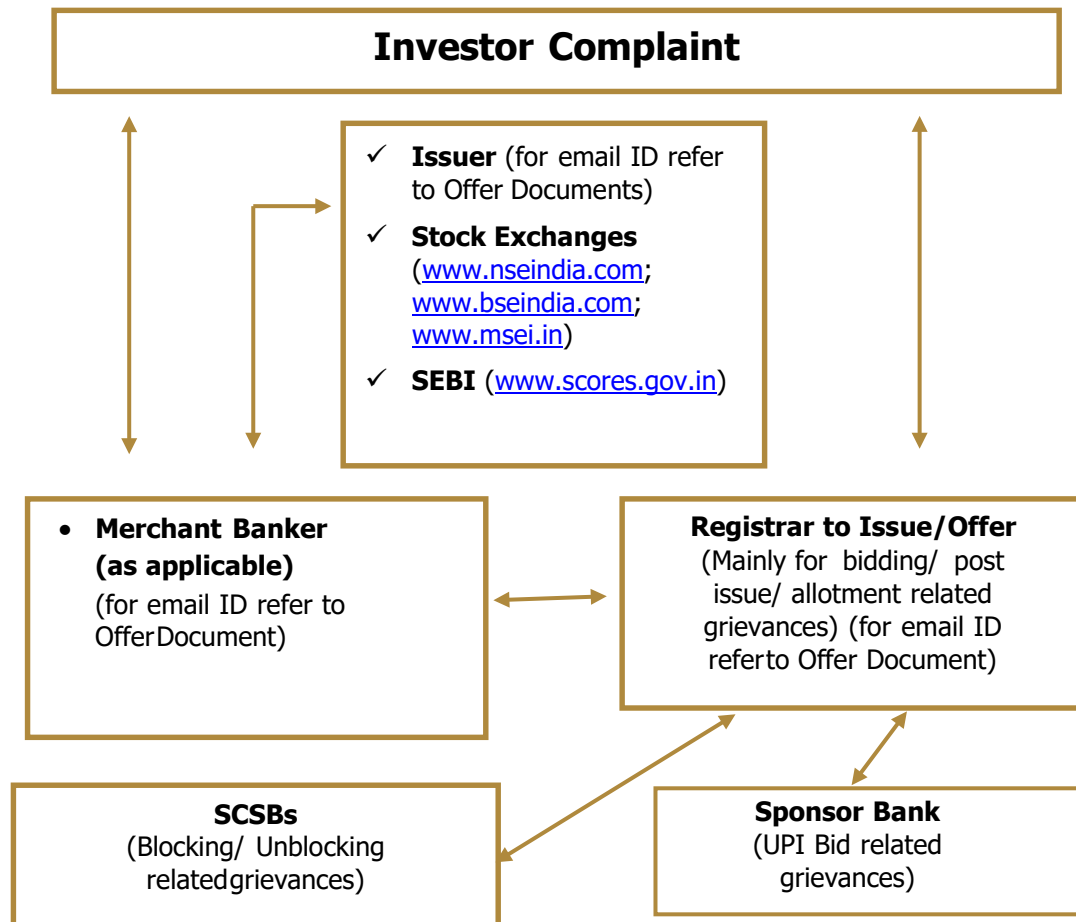 Investor Complaint
✓ Issuer (for email ID refer
to Offer Documents)
✓ Stock Exchanges
(www.nseindia.com;
www.bseindia.com;
www.msei.in)
✓ SEBI (www.scores.gov.in)
• Merchant Banker
(as applicable)
(for email ID refer to
OfferDocument)
Registrar to Issue/Offer
(Mainly for bidding/ post
issue/ allotment related
grievances) (for email ID
referto Offer Document)
SCSBs
(Blocking/ Unblocking
relatedgrievances)
Sponsor Bank
(UPI Bid related
grievances)